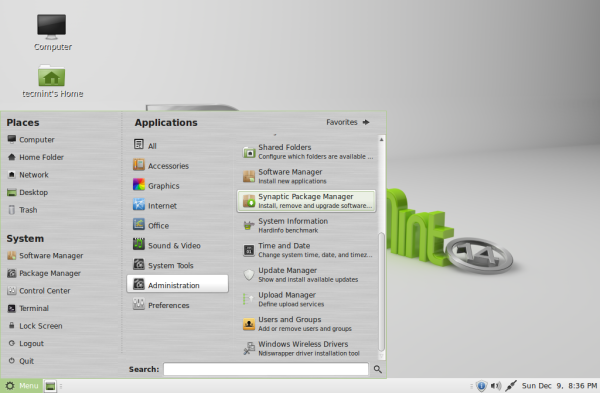 Computer
tecmint's Home
Places
Computer
Home Folder
Network
Desktop
Trash
System
Software Manager
Package Manager
Control Center
Terminal
Lock Screen
Logout
Quit
Applications
Favorites
All
Accessories
Graphics
Internet
Office
Sound & Video
System Tools
Administration
Preferences
Shared Folders
Configure which folders are available ...
Software Manager
Install new applications
Synaptic Package Manager
Install, remove and upgrade software...
System Information
Hardinfo benchmark
Time and Date
Change system time, date, and timez...
Update Manager
Show and install available updates
Upload Manager
Define upload services
Users and Groups
Add or remove users and groups
Windows Wireless Drivers
Ndiswrapper driver installation tool
Search:
14
Menu
Sun Dec 9, 8:36 PM